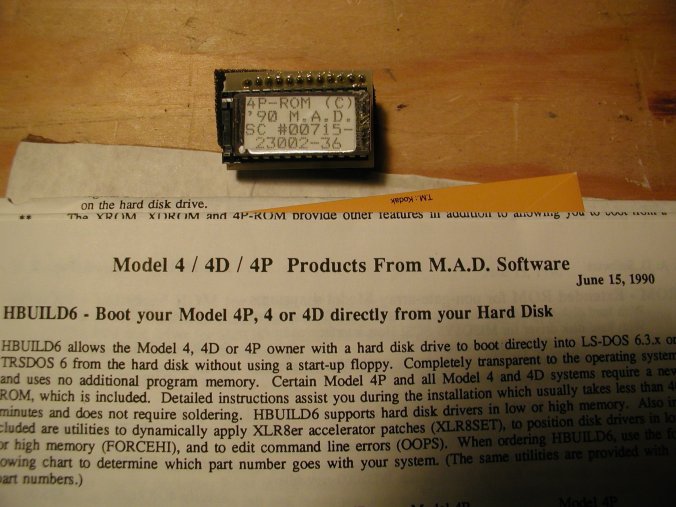 4P-ROM (C)
'90 M.A.D.
SC #00715-
23002-36
on the hard disk drive.
TM: Kodak
** The XROM, XDROM and 4P-ROM provide other features in addition to allowing you to boot from a
Model 4 / 4D / 4P Products From M.A.D. Software
June 15, 1990
HBUILD6 - Boot your Model 4P, 4 or 4D directly from your Hard Disk
HBUILD6 allows the Model 4, 4D or 4P owner with a hard disk drive to boot directly into LS-DOS 6.3.x or
TRSDOS 6 from the hard disk without using a start-up floppy. Completely transparent to the operating system
and uses no additional program memory. Certain Model 4P and all Model 4 and 4D systems require a new
ROM, which is included. Detailed instructions assist you during the installation which usually takes less than
minutes and does not require soldering. HBUILD6 supports hard disk drivers in low or high memory. Also in
cluded are utilities to dynamically apply XLR8er accelerator patches (XLR8SET), to position disk drivers in low
or high memory (FORCEHI), and to edit command line errors (OOPS). When ordering HBUILD6, use the fo
lowing chart to determine which part number goes with your system. (The same utilities are provided with
part numbers.)
Model 4P Model 4